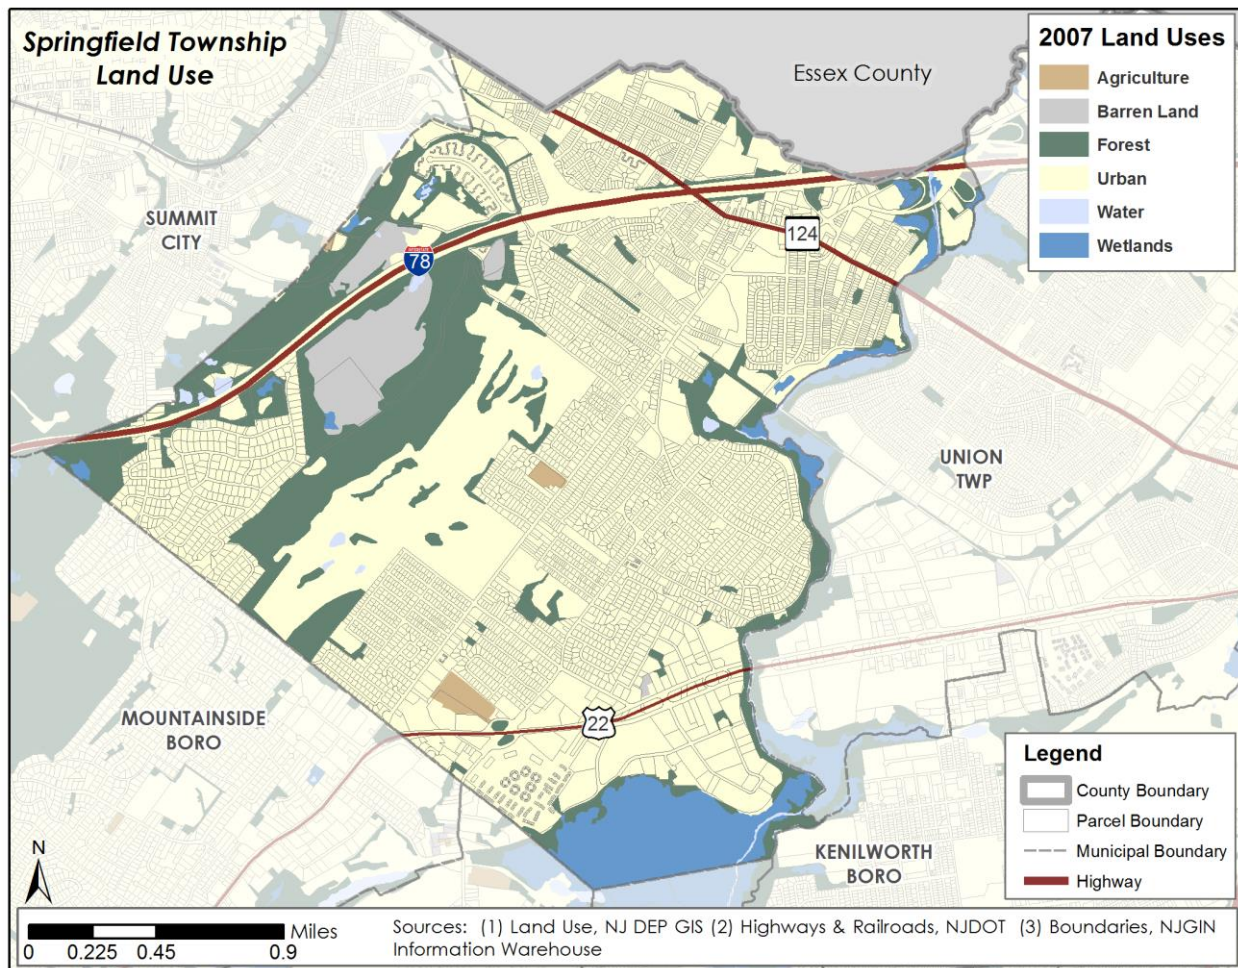 Springfield Township
Land Use
Essex County
2007 Land Uses
Agriculture
Barren Land
Forest
Urban
Water
Wetlands
SUMMIT
CITY
124
78
UNION
TWP
MOUNTAINSIDE
BORO
22
KENILWORTH
BORO
Legend
County Boundary
Parcel Boundary
Municipal Boundary
Highway
N
Miles
0 0.225 0.45 0.9
Sources: (1) Land Use, NJ DEP GIS (2) Highways & Railroads, NJDOT (3) Boundaries, NJGIN
Information Warehouse